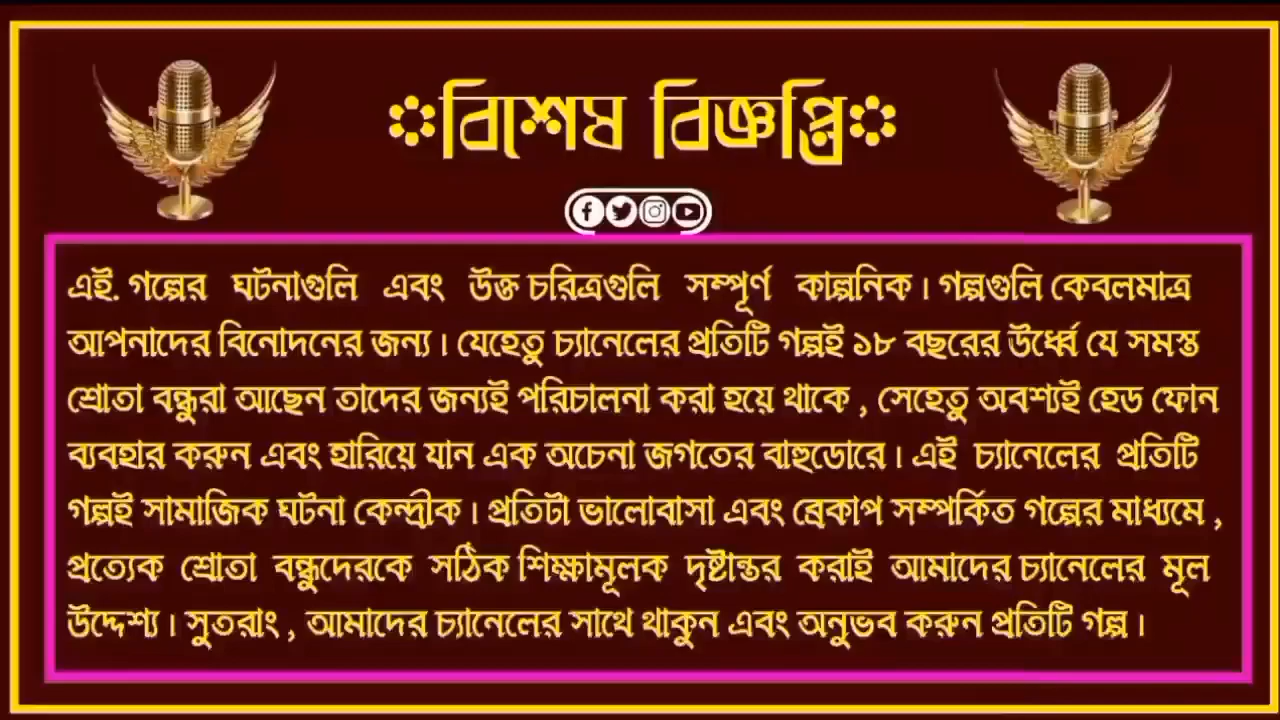 ঃবিশেষ বিজ্ঞপ্তিঃ
এই. গল্পের ঘটনাগুলি এবং উক্ত চরিত্রগুলি সম্পূর্ণ কাল্পনিক । গল্পগুলি কেবলমাত্র
আপনাদের বিনোদনের জন্য । যেহেতু চ্যানেলের প্রতিটি গল্পই ১৮ বছরের উর্ধ্বে যে সমস্ত
শ্রোতা বন্ধুরা আছেন তাদের জন্যই পরিচালনা করা হয়ে থাকে , সেহেতু অবশ্যই হেড ফোন
ব্যবহার করুন এবং হারিয়ে যান এক অচেনা জগতের বাহুডোরে । এই চ্যানেলের প্রতিটি
গল্পই সামাজিক ঘটনা কেন্দ্রীক । প্রতিটা ভালোবাসা এবং ব্রেকাপ সম্পর্কিত গল্পের মাধ্যমে ,
প্রত্যেক শ্রোতা বন্ধুদেরকে সঠিক শিক্ষামূলক দৃষ্টান্তর করাই আমাদের চ্যানেলের মূল
উদ্দেশ্য । সুতরাং , আমাদের চ্যানেলের সাথে থাকুন এবং অনুভব করুন প্রতিটি গল্প ।